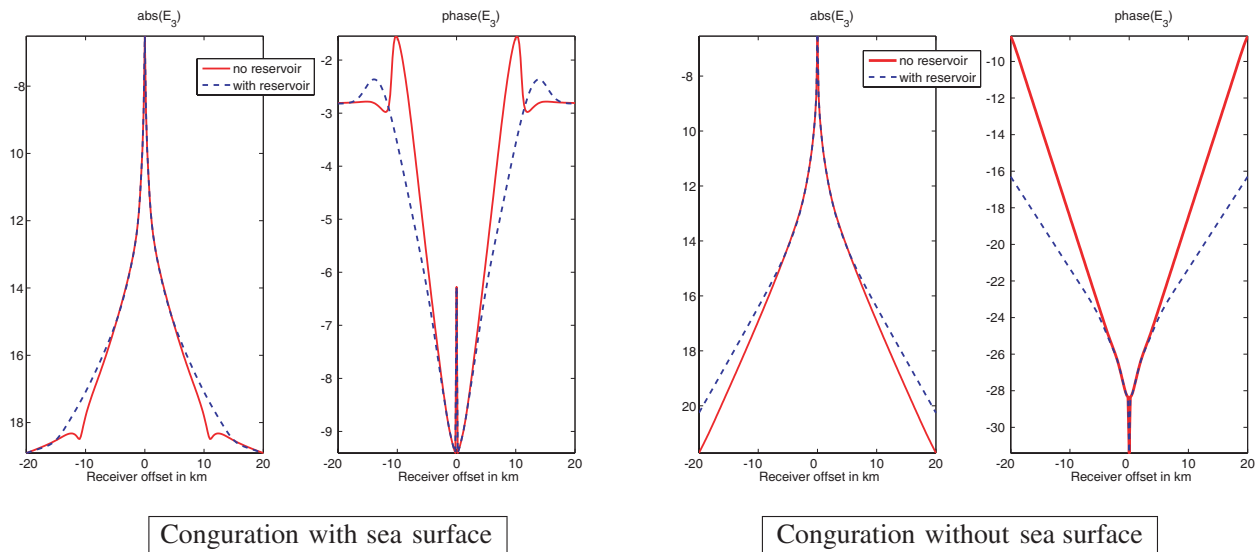 abs(E_3)
-8
10
12
14
16
18
-20 -10 0 10 20
Receiver offset in km
no reservoir
with reservoir
phase(E_3)
-2
-3
-4
-5
-6
-7
-8
-9
-20 -10 0 10 20
Receiver offset in km
Conguration with sea surface
abs(E_3)
-8
10
12
14
16
18
20
-20 -10 0 10 20
Receiver offset in km
no reservoir
with reservoir
phase(E_3)
-10
-12
-14
-16
-18
-20
-22
-24
-26
-28
-30
-20 -10 0 10 20
Receiver offset in km
Conguration without sea surface